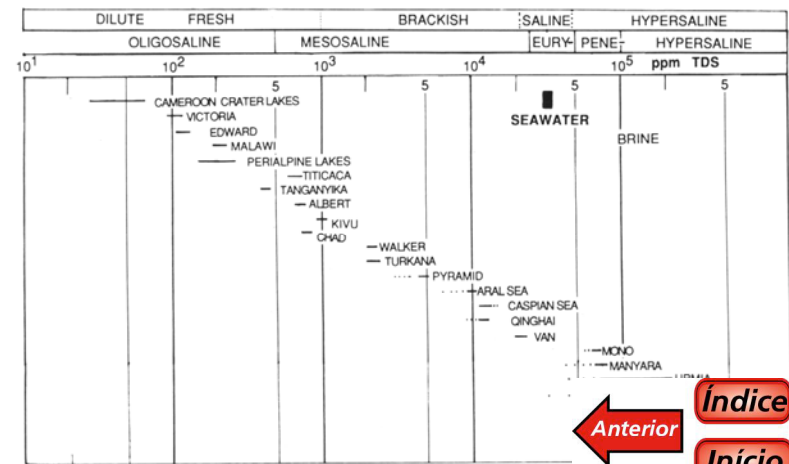 DILUTE FRESH BRACKISH SALINE HYPERSALINE
OLIGOSALINE MESOSALINE EURY- PENE- HYPERSALINE
10¹ 10² 10³ 10⁴ 10⁵ ppm TDS
5 5 5 5
CAMEROON CRATER LAKES
VICTORIA
SEAWATER
EDWARD
BRINE
MALAWI
PERIALPINE LAKES
TITICACA
TANGANYIKA
ALBERT
KIVU
CHAD
WALKER
TURKANA
PYRAMID
ARAL SEA
CASPIAN SEA
QINGHAI
VAN
MONO
MANYARA
Índice
Anterior
Início